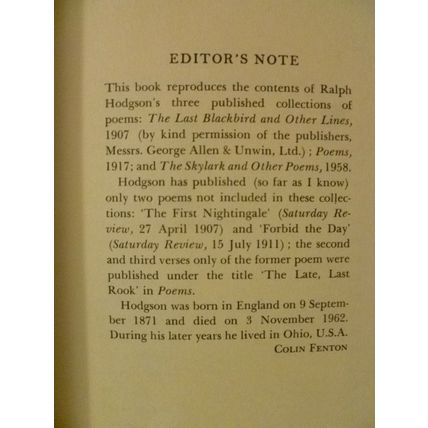 EDITOR'S NOTE
This book reproduces the contents of Ralph
Hodgson's three published collections of
poems: The Last Blackbird and Other Lines,
1907 (by kind permission of the publishers,
Messrs. George Allen & Unwin, Ltd.); Poems,
1917; and The Skylark and Other Poems, 1958.
Hodgson has published (so far as I know)
only two poems not included in these collec-
tions: 'The First Nightingale' (Saturday Re-
view, 27 April 1907) and 'Forbid the Day'
(Saturday Review, 15 July 1911); the second
and third verses only of the former poem were
published under the title 'The Late, Last
Rook' in Poems.
Hodgson was born in England on 9 Septem-
ber 1871 and died on 3 November 1962.
During his later years he lived in Ohio, U.S.A.
COLIN FENTON